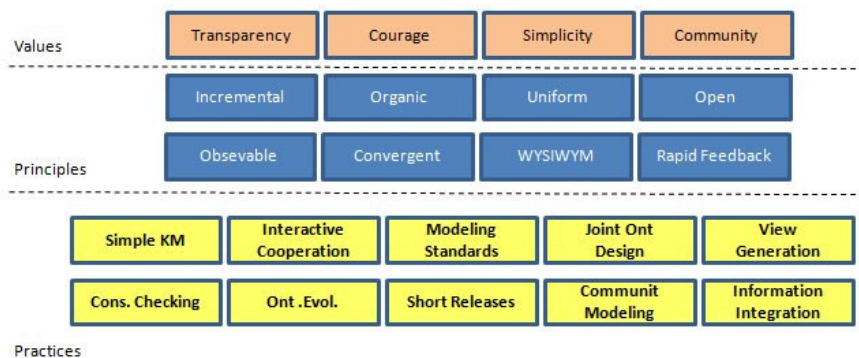 Values
Transparency
Courage
Simplicity
Community
Incremental
Organic
Uniform
Open
Principles
Obsevable
Convergent
WYSIWYM
Rapid Feedback
Simple KM
Interactive
Cooperation
Modeling
Standards
Joint Ont
Design
View
Generation
Cons. Checking
Ont .Evol.
Short Releases
Communit
Modeling
Information
Integration
Practices